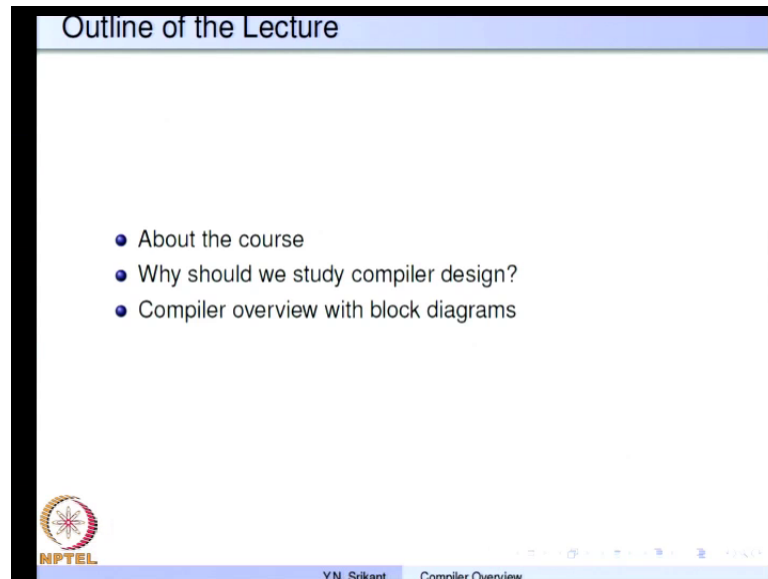 Outline of the Lecture
About the course
Why should we study compiler design?
Compiler overview with block diagrams
NPTEL
Y.N. Srikant Compiler Overview